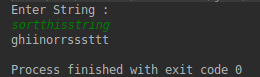 Enter String :
sortthisstring
ghiinorrsssttt
Process finished with exit code 0